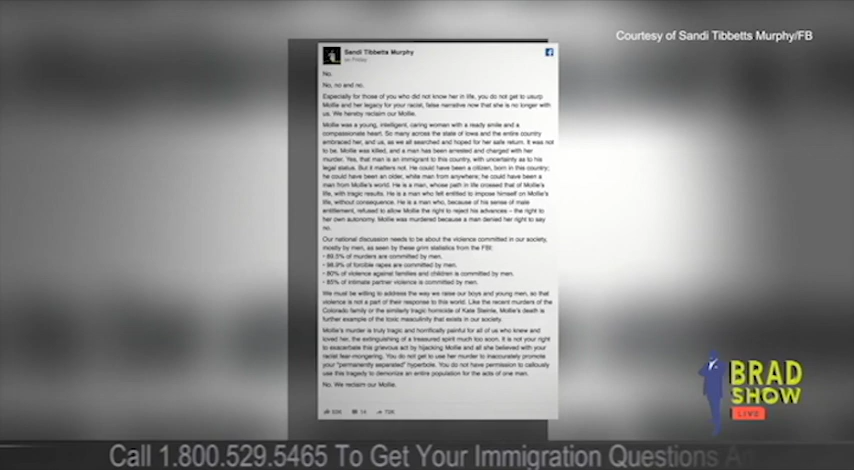 Courtesy of Sandi Tibbetts Murphy/FB
Sandi Tibbetts Murphy
on Friday
No.
No, no and no.
Especially for those of you who did not know her in life, you do not get to usurp
Mollie and her legacy for your racist, false narrative now that she is no longer with
us. We hereby reclaim our Mollie.
Mollie was a young, intelligent, caring woman with a ready smile and a
compassionate heart. So many across the state of Iowa and the entire country
embraced her, and us, as we all searched and hoped for her safe return. It was not
to be. Mollie was killed, and a man has been arrested and charged with her
murder. Yes, that man is an immigrant to this country, with uncertainty as to his
legal status. But it matters not. He could have been a citizen, born in this country;
he could have been an older, white man from anywhere; he could have been a
man from Mollie's world. He is a man, whose path in life crossed that of Mollie's
life, with tragic results. He is a man who felt entitled to impose himself on Mollie's
life, without consequence. He is a man who, because of his sense of male
entitlement, refused to allow Mollie the right to reject his advances – the right to
her own autonomy. Mollie was murdered because a man denied her right to say
no.
Our national discussion needs to be about the violence committed in our society,
mostly by men, as seen by these grim statistics from the FBI:
• 89.5% of murders are committed by men.
• 98.9% of forcible rapes are committed by men.
• 80% of violence against families and children is committed by men.
• 85% of intimate partner violence is committed by men.
We must be willing to address the way we raise our boys and young men, so that
violence is not a part of their response to this world. Like the recent murders of the
Colorado family or the similarly tragic homicide of Kate Steinle, Mollie's death is
further example of the toxic masculinity that exists in our society.
Mollie's murder is truly tragic and horrifically painful for all of us who knew and
loved her, the extinguishing of a treasured spirit much too soon. It is not your right
to exacerbate this grievous act by hijacking Mollie and all she believed with your
racist fear-mongering. You do not get to use her murder to inaccurately promote
your "permanently separated" hyperbole. You do not have permission to callously
use this tragedy to demonize an entire population for the acts of one man.
No. We reclaim our Mollie.
BRAD
SHOW
LIVE
Call 1.800.529.5465 To Get Your Immigration Questions